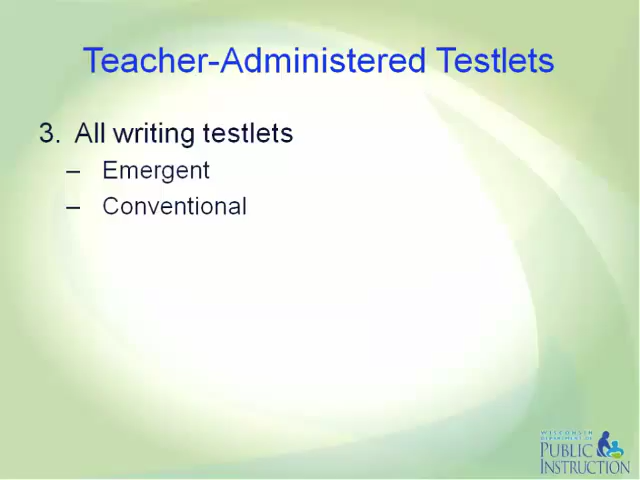 Teacher-Administered Testlets
3. All writing testlets
– Emergent
– Conventional
WISCONSIN
DEPARTMENT OF
PUBLIC
INSTRUCTION